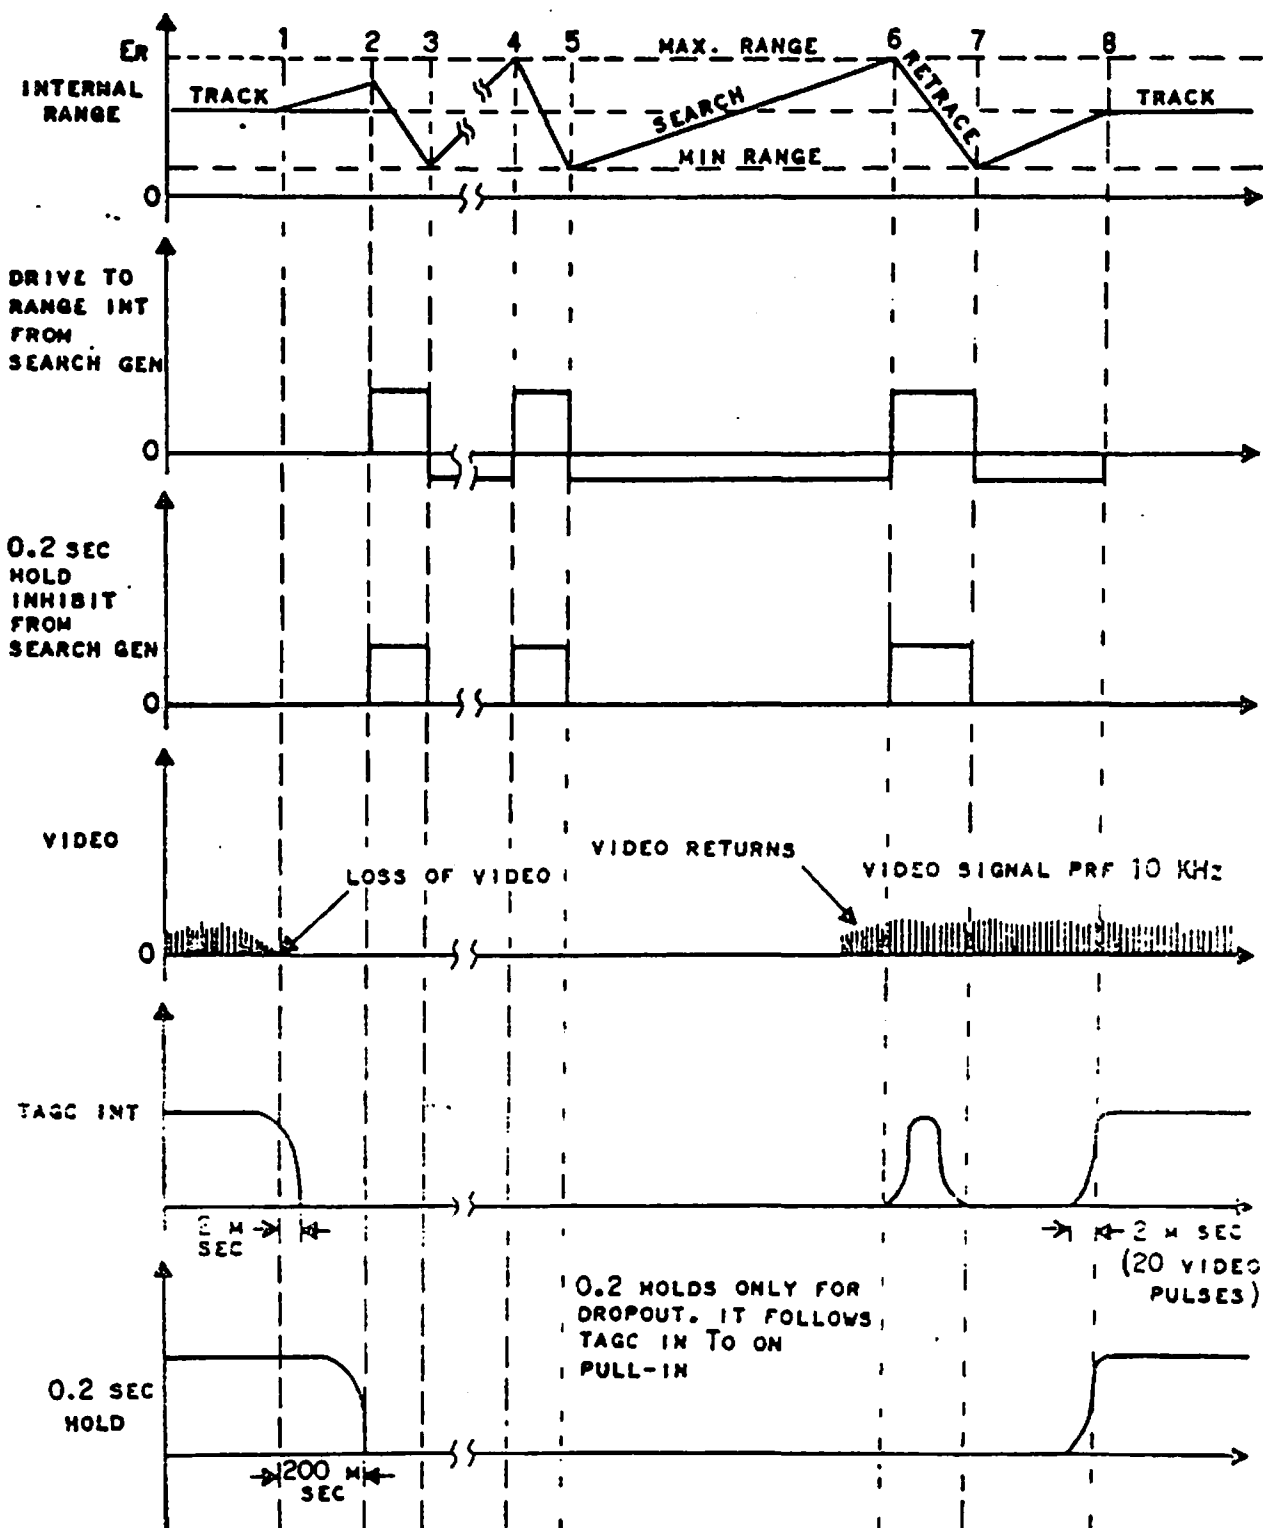 1 2 3 4 5 6 7 8
ER
MAX. RANGE
INTERNAL
RANGE
TRACK
SEARCH
RETRACE
TRACK
MIN RANGE
0
DRIVE TO
RANGE INT
FROM
SEARCH GEN
0
0.2 SEC
HOLD
INHIBIT
FROM
SEARCH GEN
0
VIDEO
LOSS OF VIDEO
VIDEO RETURNS
VIDEO SIGNAL PRF 10 KHz
0
TAGC INT
2 M
SEC
2 M SEC
(20 VIDEO
PULSES)
0.2 HOLDS ONLY FOR
DROPOUT. IT FOLLOWS
TAGC IN TO ON
PULL-IN
0.2 SEC
HOLD
200 M
SEC